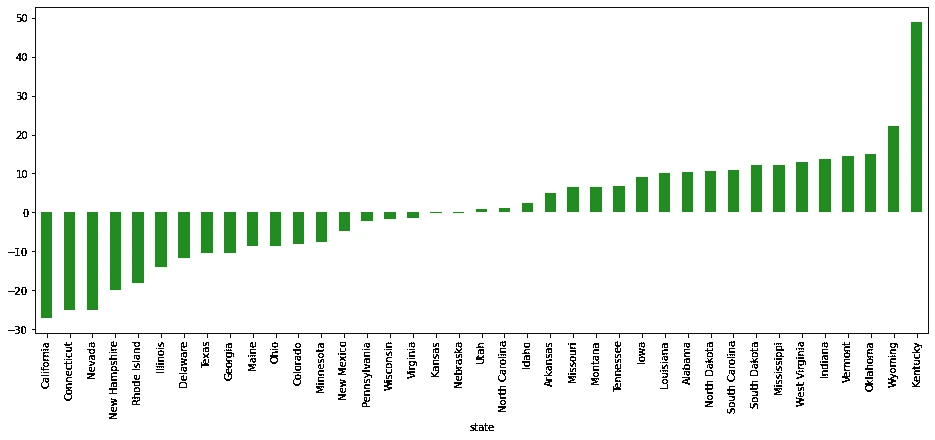 50
40
30
20
10
0
−10
−20
−30
California
Connecticut
Nevada
New Hampshire
Rhode Island
Illinois
Delaware
Texas
Georgia
Maine
Ohio
Colorado
Minnesota
New Mexico
Pennsylvania
Wisconsin
Virginia
Kansas
Nebraska
Utah
North Carolina
Idaho
Arkansas
Missouri
Montana
Tennessee
Iowa
Louisiana
Alabama
North Dakota
South Carolina
South Dakota
Mississippi
West Virginia
Indiana
Vermont
Oklahoma
Wyoming
Kentucky
state